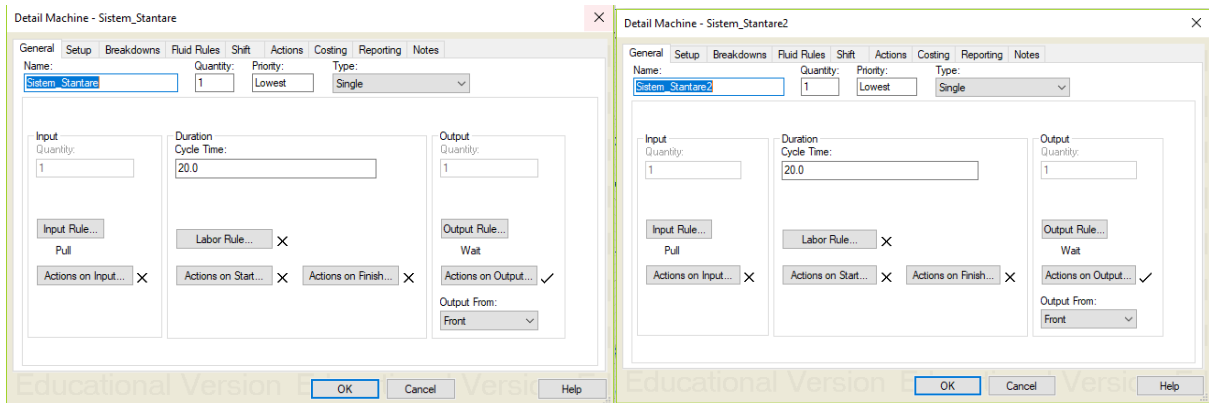 Detail Machine - Sistem_Stantare
General Setup Breakdowns Fluid Rules Shift Actions Costing Reporting Notes
Name: Quantity: Priority: Type:
Sistem_Stantare 1 Lowest Single
Input Duration Output
Quantity: Cycle Time: Quantity:
1 20.0 1
Input Rule... Labor Rule... Output Rule...
Pull Wait
Actions on Input... Actions on Start... Actions on Finish... Actions on Output...
Output From:
Front
Educational Version
OK Cancel Help
Detail Machine - Sistem_Stantare2
General Setup Breakdowns Fluid Rules Shift Actions Costing Reporting Notes
Name: Quantity: Priority: Type:
Sistem_Stantare2 1 Lowest Single
Input Duration Output
Quantity: Cycle Time: Quantity:
1 20.0 1
Input Rule... Labor Rule... Output Rule...
Pull Wait
Actions on Input... Actions on Start... Actions on Finish... Actions on Output...
Output From:
Front
Educational Version
OK Cancel Help